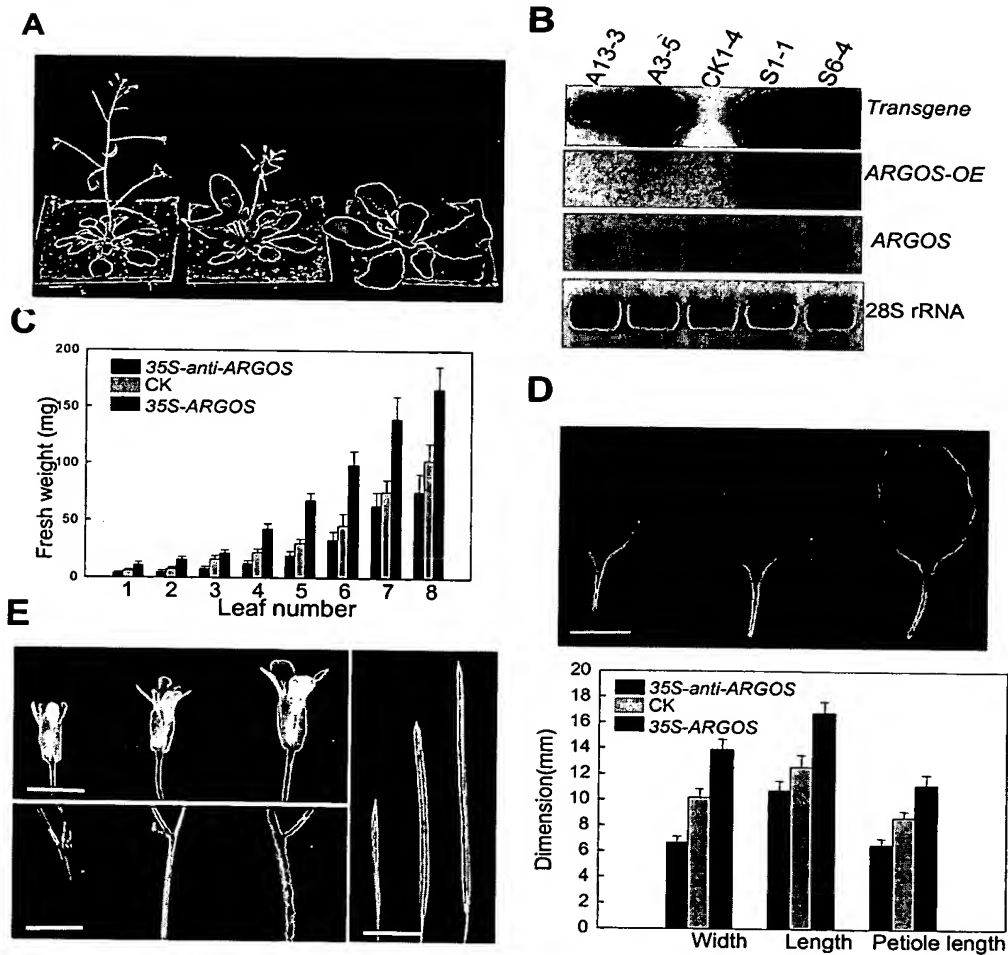 A
B
A13-3
A3-5
CK1-4
S1-1
S6-4
Transgene
ARGOS-OE
ARGOS
28S rRNA
C
35S-anti-ARGOS
CK
35S-ARGOS
Fresh weight (mg)
200
150
100
50
0
1 2 3 4 5 6 7 8
Leaf number
D
35S-anti-ARGOS
CK
35S-ARGOS
Dimension(mm)
20
18
16
14
12
10
8
6
4
2
0
Width Length Petiole length
E